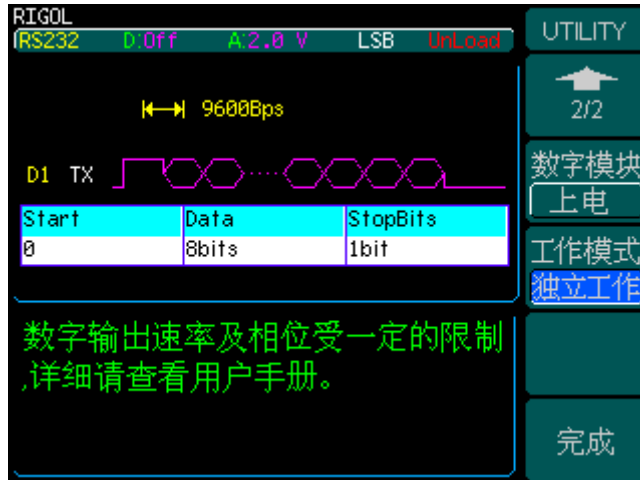 RIGOL
RS232 D:Off A:2.0 V LSB UnLoad
9600Bps
D1 TX
Start Data StopBits
0 8bits 1bit
数字输出速率及相位受一定的限制
,详细请查看用户手册。
UTILITY
2/2
数字模块
上电
工作模式
独立工作
完成